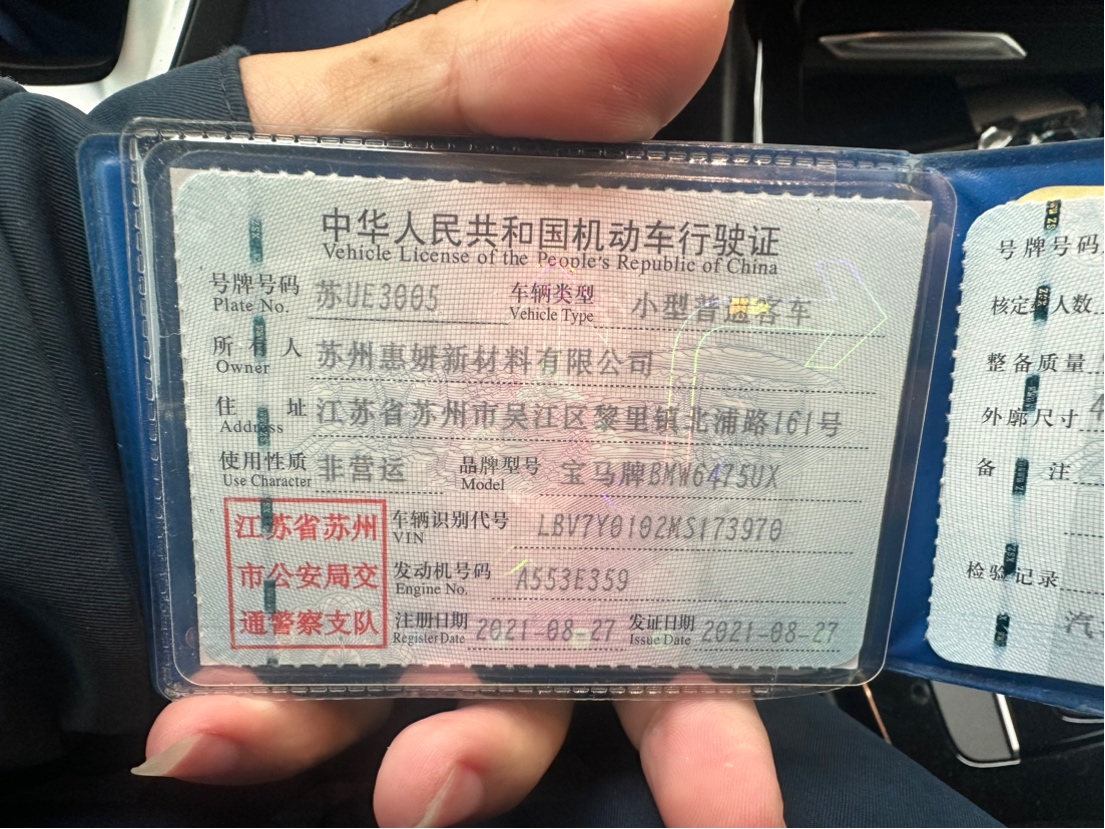 中华人民共和国机动车行驶证
Vehicle License of the People's Republic of China
号牌号码 苏UE3005 车辆类型 小型普通客车
Plate No. Vehicle Type
所有人 苏州惠妍新材料有限公司
Owner
住址 江苏省苏州市吴江区黎里镇北浦路161号
Address
使用性质 非营运 品牌型号 宝马牌BMW6475UX
Use Character Model
江苏省苏州
市公安局交
通警察支队
车辆识别代号 LBV7Y0102MS173970
VIN
发动机号码 A553E359
Engine No.
注册日期 2021-08-27 发证日期 2021-08-27
Register Date Issue Date
号牌号码
核定载人数
整备质量
外廓尺寸 4
备注
检验记录
汽